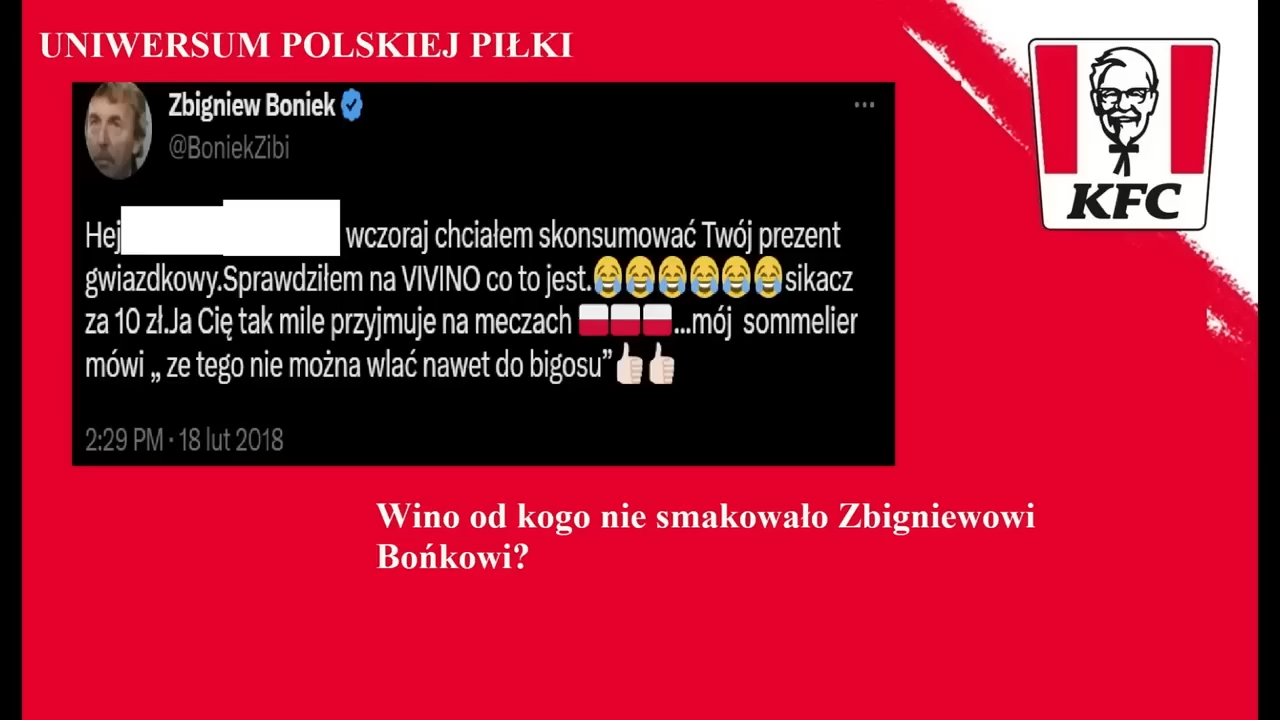 UNIWERSUM POLSKIEJ PIŁKI
Zbigniew Boniek
@BoniekZibi
Hej wczoraj chciałem skonsumować Twój prezent
gwiazdkowy.Sprawdziłem na VIVINO co to jest.😂😂😂😂😂😂sikacz
za 10 zł.Ja Cię tak mile przyjmuje na meczach 🇵🇱🇵🇱🇵🇱...mój sommelier
mówi „ ze tego nie można wlać nawet do bigosu”👍🏻👍🏻
2:29 PM · 18 lut 2018
KFC
Wino od kogo nie smakowało Zbigniewowi
Bońkowi?